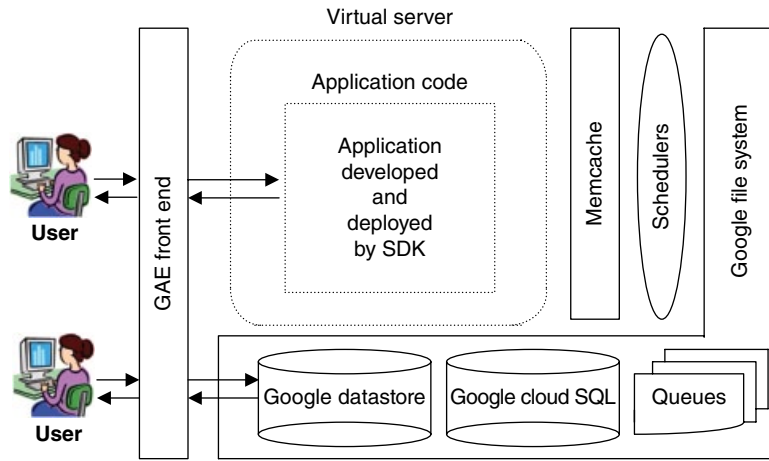 Virtual server
Application code
Application
developed
and
deployed
by SDK
User
GAE front end
Memcache
Schedulers
Google file system
User
Google datastore
Google cloud SQL
Queues